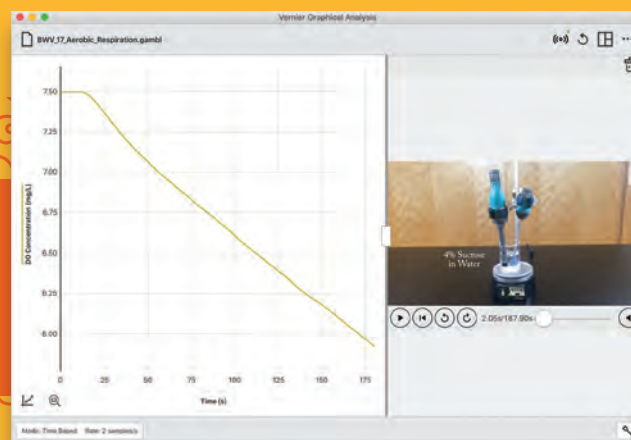 Vernier Graphical Analysis
BWV_17_Aerobic_Respiration.gambl
7.50
7.25
7.00
6.75
6.50
6.25
6.00
DO Concentration (mg/L)
0
25
50
75
100
125
150
175
Time (s)
4% Sucrose
in Water
2.05s/187.90s
Mode: Time Based Rate: 2 samples/s